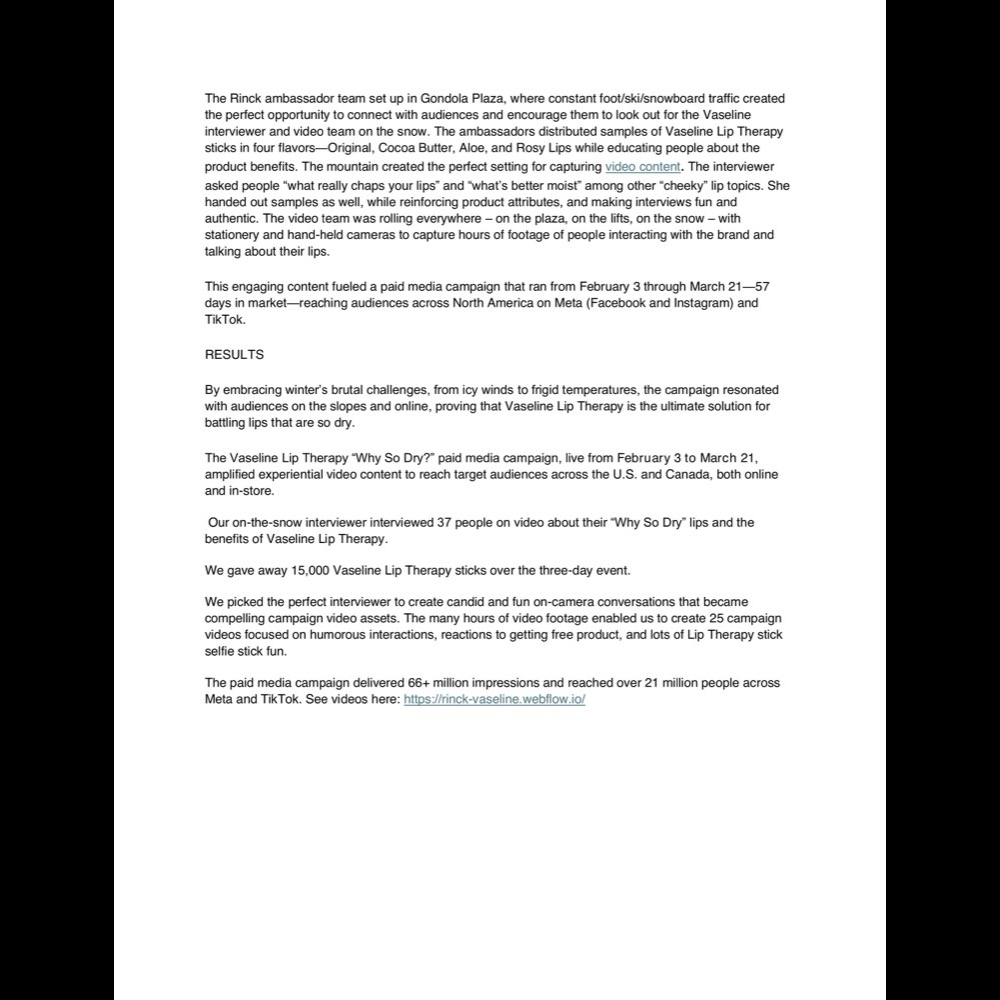 The Rinck ambassador team set up in Gondola Plaza, where constant foot/ski/snowboard traffic created
the perfect opportunity to connect with audiences and encourage them to look out for the Vaseline
interviewer and video team on the snow. The ambassadors distributed samples of Vaseline Lip Therapy
sticks in four flavors—Original, Cocoa Butter, Aloe, and Rosy Lips while educating people about the
product benefits. The mountain created the perfect setting for capturing video content. The interviewer
asked people “what really chaps your lips” and “what’s better moist” among other “cheeky” lip topics. She
handed out samples as well, while reinforcing product attributes, and making interviews fun and
authentic. The video team was rolling everywhere – on the plaza, on the lifts, on the snow – with
stationery and hand-held cameras to capture hours of footage of people interacting with the brand and
talking about their lips.
This engaging content fueled a paid media campaign that ran from February 3 through March 21—57
days in market—reaching audiences across North America on Meta (Facebook and Instagram) and
TikTok.
RESULTS
By embracing winter’s brutal challenges, from icy winds to frigid temperatures, the campaign resonated
with audiences on the slopes and online, proving that Vaseline Lip Therapy is the ultimate solution for
battling lips that are so dry.
The Vaseline Lip Therapy “Why So Dry?” paid media campaign, live from February 3 to March 21,
amplified experiential video content to reach target audiences across the U.S. and Canada, both online
and in-store.
Our on-the-snow interviewer interviewed 37 people on video about their “Why So Dry” lips and the
benefits of Vaseline Lip Therapy.
We gave away 15,000 Vaseline Lip Therapy sticks over the three-day event.
We picked the perfect interviewer to create candid and fun on-camera conversations that became
compelling campaign video assets. The many hours of video footage enabled us to create 25 campaign
videos focused on humorous interactions, reactions to getting free product, and lots of Lip Therapy stick
selfie stick fun.
The paid media campaign delivered 66+ million impressions and reached over 21 million people across
Meta and TikTok. See videos here: https://rinck-vaseline.webflow.io/